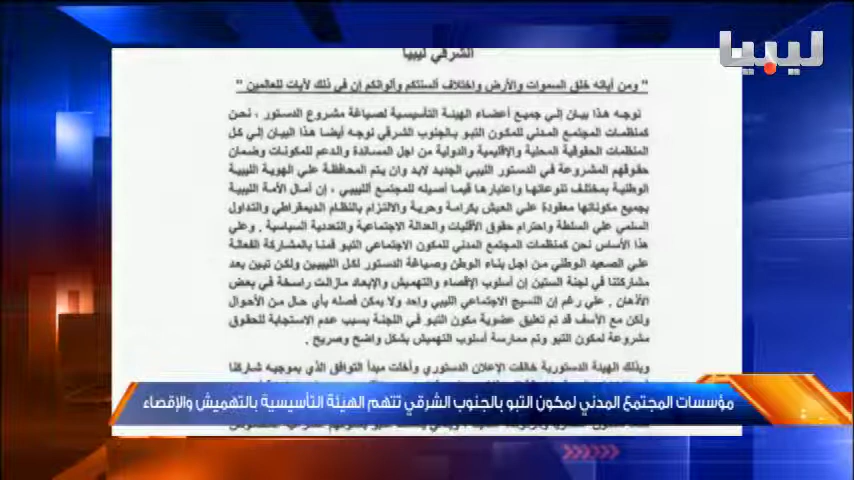 ليبيا
الشرقي ليبيا
" ومن آياته خلق السموات والأرض واختلاف ألسنتكم وألوانكم إن في ذلك لآيات للعالمين "
نوجه هذا بيان إلي جميع أعضاء الهيئة التأسيسية لصياغة مشروع الدستور ، نحن
كمنظمات المجتمع المدني للمكون التبو بالجنوب الشرقي نوجه أيضا هذا البيان إلي كل
المنظمات الحقوقية المحلية والإقليمية والدولية من اجل المساندة والدعم للمكونات وضمان
حقوقهم المشروعة في الدستور الليبي الجديد لابد وان يتم المحافظة علي الهوية الليبية
الوطنية بمختلف تنوعاتها واعتبارها قيما أصيله للمجتمع الليبي ، إن أمال الأمة الليبية
بجميع مكوناتها معقودة علي العيش بكرامة وحرية والالتزام بالنظام الديمقراطي والتداول
السلمي علي السلطة واحترام حقوق الأقليات والعدالة الاجتماعية والتعددية السياسية . وعلي
هذا الأساس نحن كمنظمات المجتمع المدني للمكون الاجتماعي التبو قمنا بالمشاركة الفعالة
علي الصعيد الوطني من اجل بناء الوطن وصياغة الدستور لكل الليبيين ولكن تبين بعد
مشاركتنا في لجنة الستين إن أسلوب الإقصاء والتهميش والإبعاد مازالت راسخة في بعض
الأذهان . علي رغم إن النسيج الاجتماعي الليبي واحد ولا يمكن فصله بأي حال من الأحوال
ولكن مع الأسف قد تم تعليق عضوية مكون التبو في اللجنة بسبب عدم الاستجابة للحقوق
مشروعة لمكون التبو وتم ممارسة أسلوب التهميش بشكل واضح وصريح .
وبذلك الهيئة الدستورية خالفت الإعلان الدستوري وأخلت مبدأ التوافق الذي بموجبه شاركنا
مؤسسات المجتمع المدني لمكون التبو بالجنوب الشرقي تتهم الهيئة التأسيسية بالتهميش والإقصاء